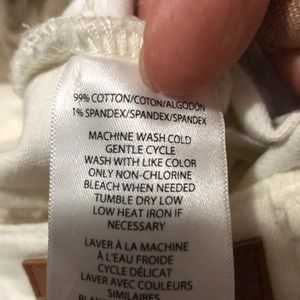 99% COTTON/COTON/ALGODÓN
1% SPANDEX/SPANDEX/SPANDEX
MACHINE WASH COLD
GENTLE CYCLE
WASH WITH LIKE COLOR
ONLY NON-CHLORINE
BLEACH WHEN NEEDED
TUMBLE DRY LOW
LOW HEAT IRON IF
NECESSARY
LAVER À LA MACHINE
À L'EAU FROIDE
CYCLE DÉLICAT
LAVER AVEC COULEURS
SIMILAIRES